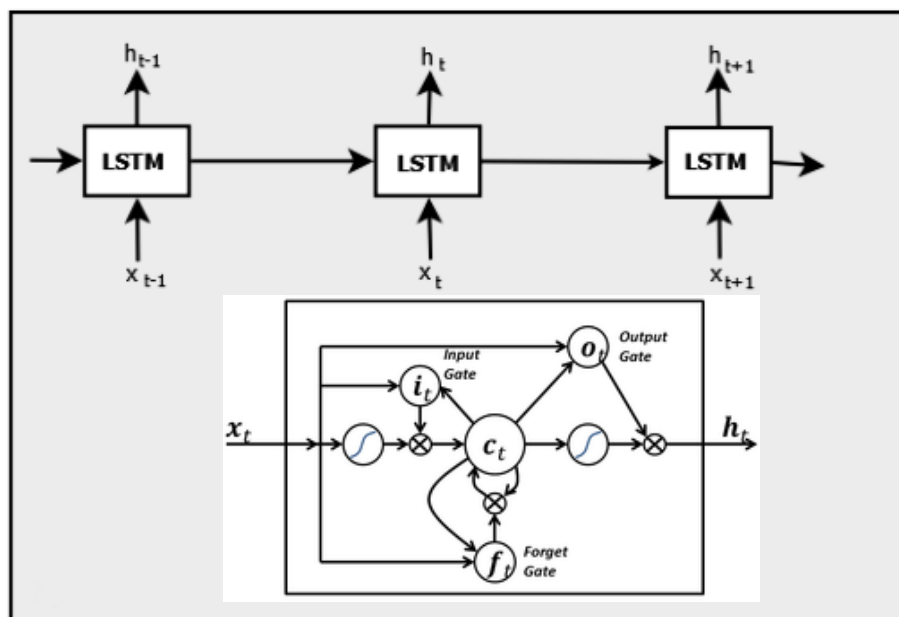 h t-1 h t h t+1
LSTM LSTM LSTM
x t-1 x t x t+1
Output
Gate
o t
Input
Gate
i t
x t c t h t
f t Forget
Gate